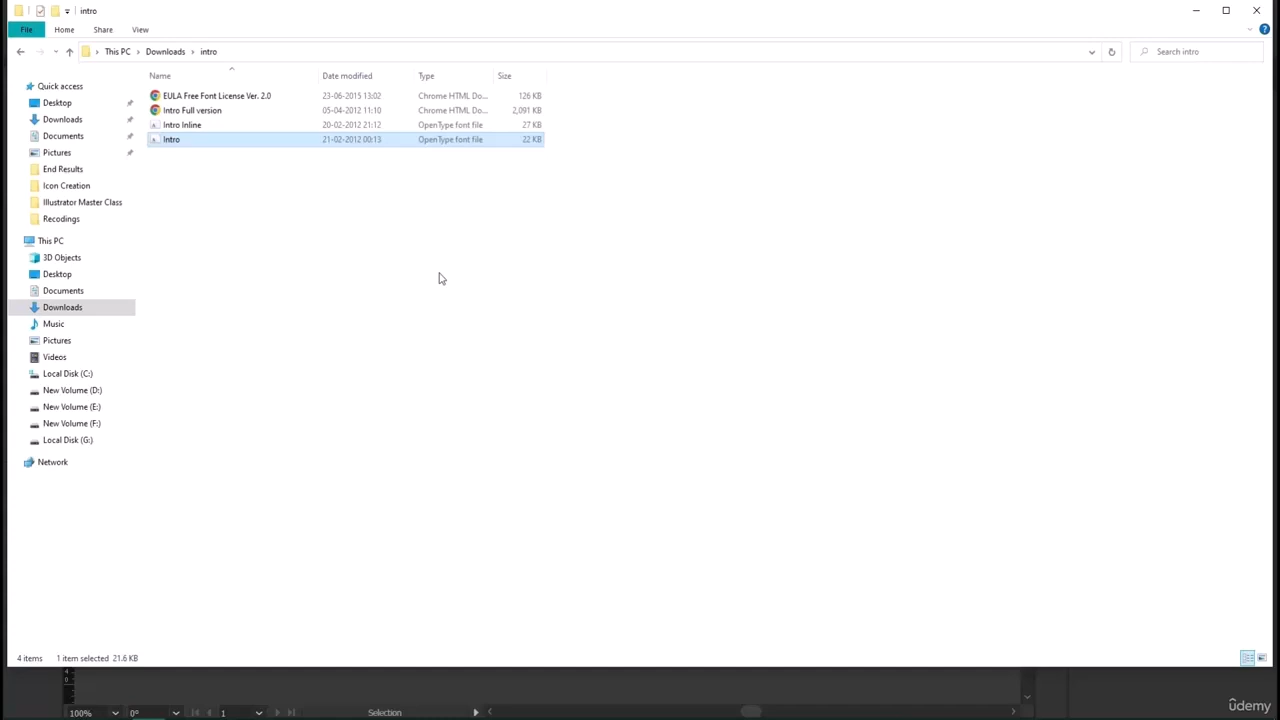 intro
File Home Share View
This PC Downloads intro Search intro
Name Date modified Type Size
Quick access
Desktop
Downloads
Documents
Pictures
End Results
Icon Creation
Illustrator Master Class
Recodings
This PC
3D Objects
Desktop
Documents
Downloads
Music
Pictures
Videos
Local Disk (C:)
New Volume (D:)
New Volume (E:)
New Volume (F:)
Local Disk (G:)
Network
EULA Free Font License Ver. 2.0 23-06-2015 13:02 Chrome HTML Do... 126 KB
Intro Full version 05-04-2012 11:10 Chrome HTML Do... 2,091 KB
Intro Inline 20-02-2012 21:12 OpenType font file 27 KB
Intro 21-02-2012 00:13 OpenType font file 22 KB
4 items 1 item selected 21.6 KB
100% 0° 1 Selection
udemy